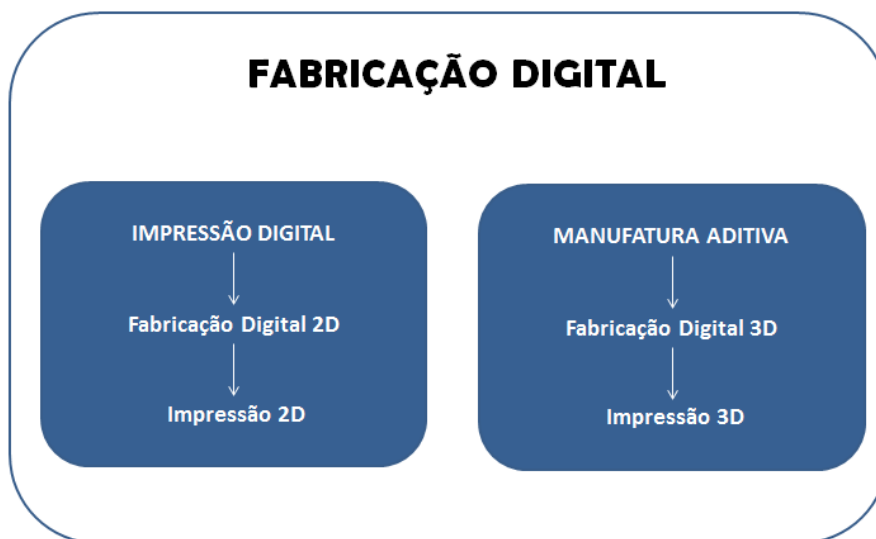 FABRICAÇÃO DIGITAL
IMPRESSÃO DIGITAL
Fabricação Digital 2D
Impressão 2D
MANUFATURA ADITIVA
Fabricação Digital 3D
Impressão 3D